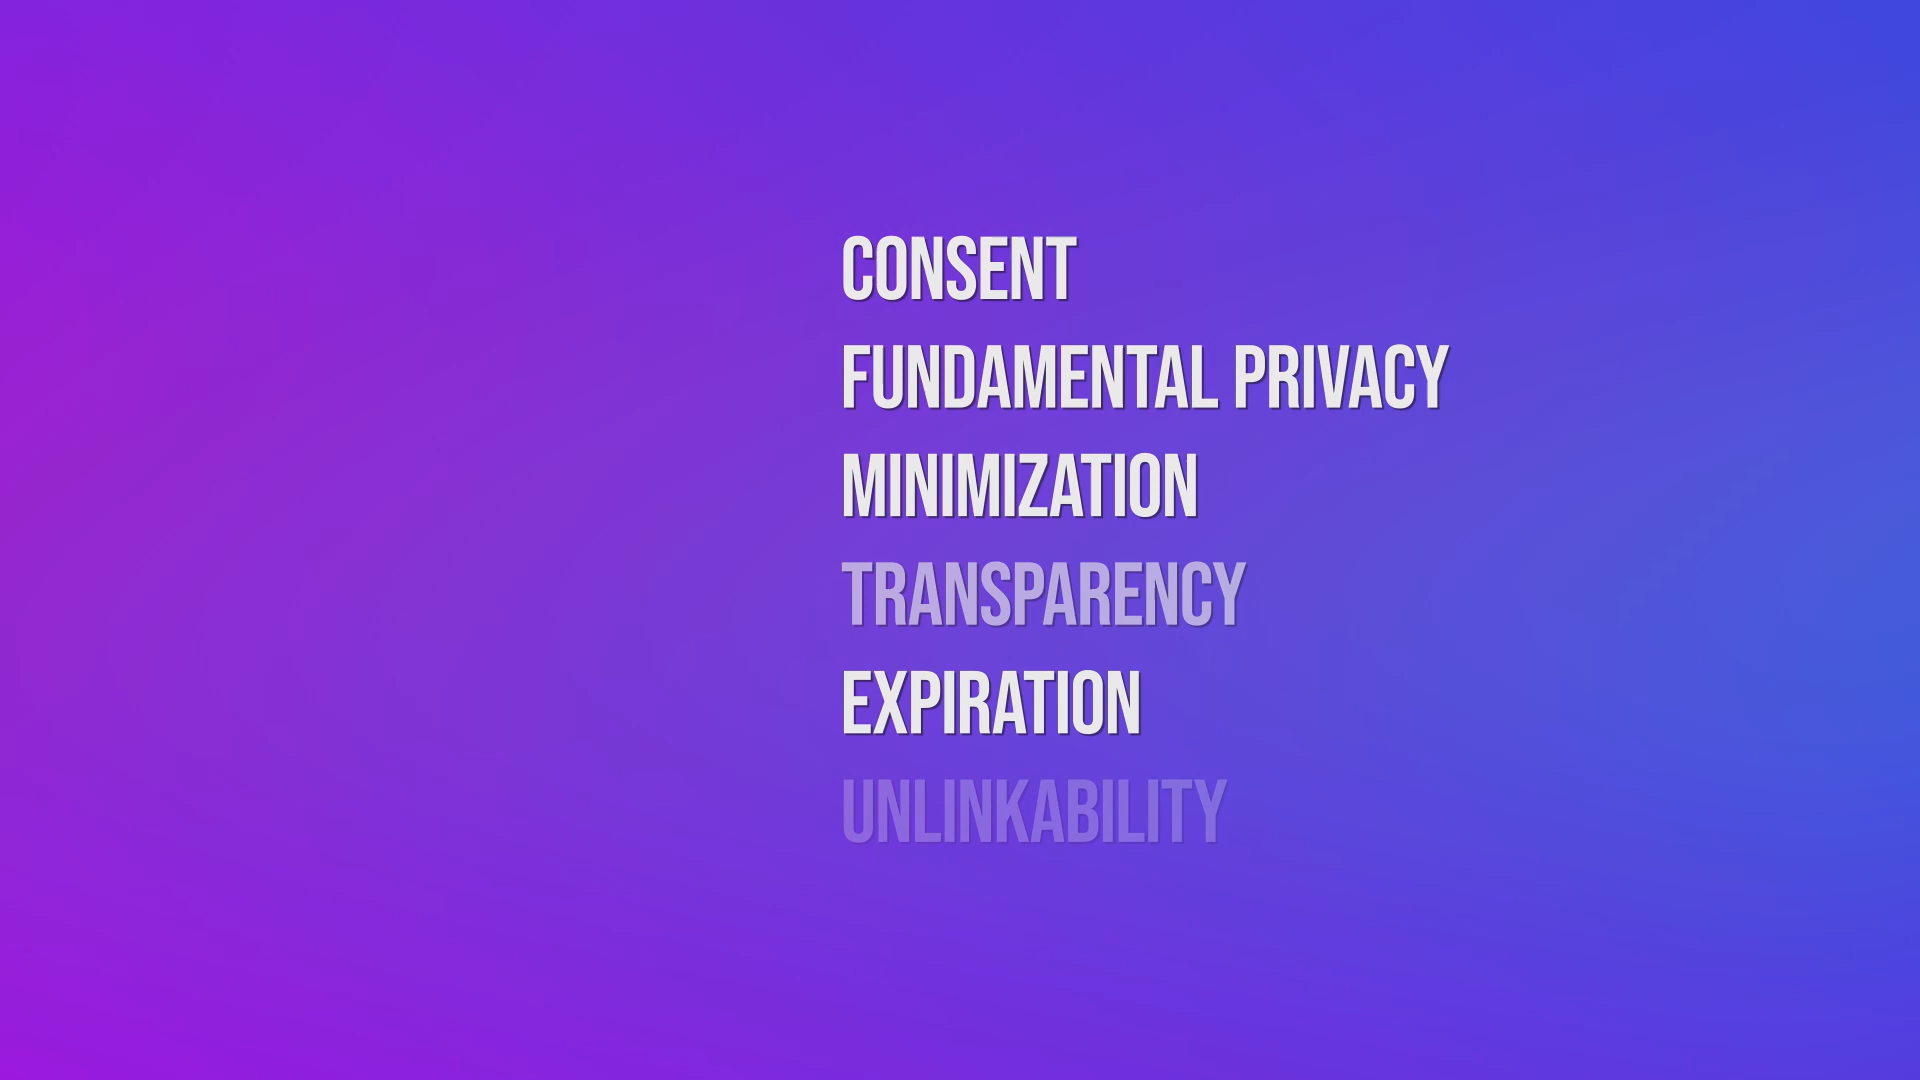 CONSENT
FUNDAMENTAL PRIVACY
MINIMIZATION
TRANSPARENCY
EXPIRATION
UNLINKABILITY